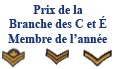 Prix de la
Branche des C et É
Membre de l'année